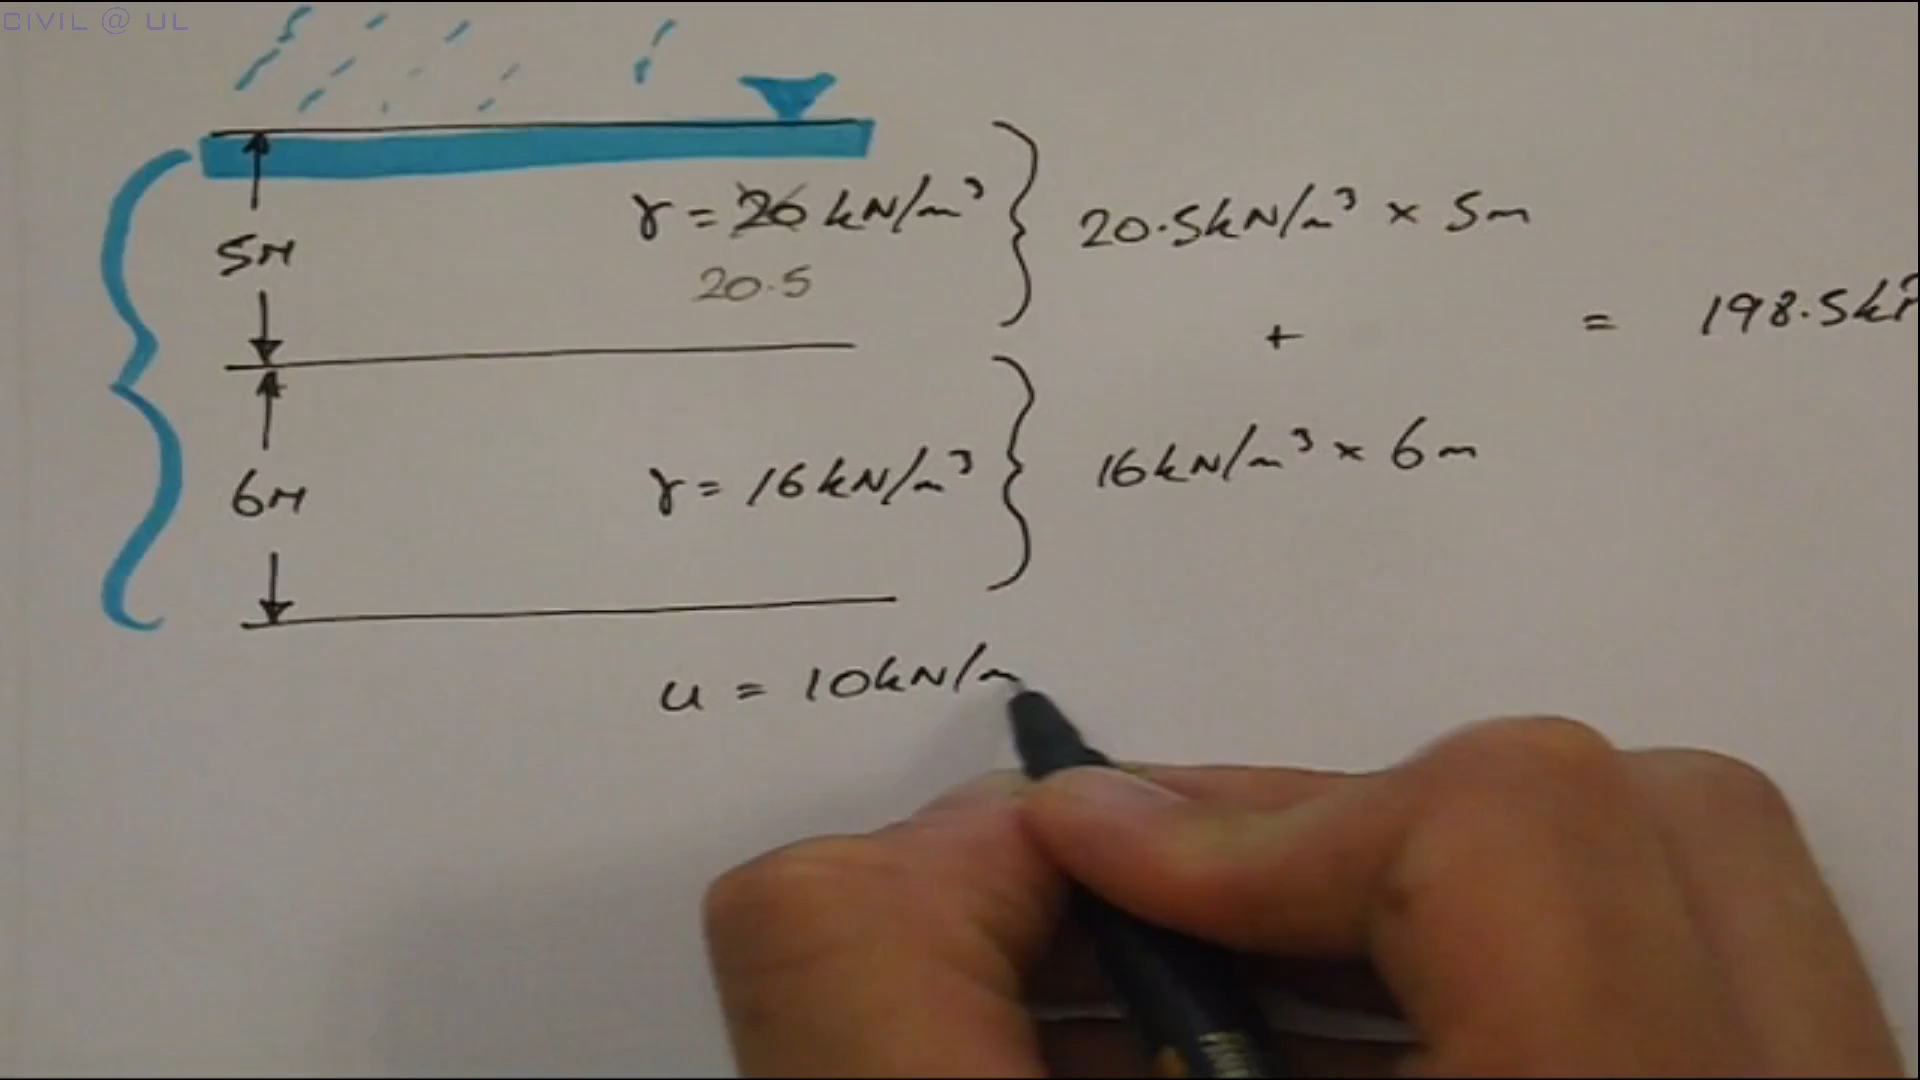 CIVIL @ UL
γ = 26 kN/m³
20.5
20.5kN/m³ × 5m
5M
+
= 198.5kP
γ = 16kN/m³
16kN/m³ × 6m
6M
u = 10kN/m